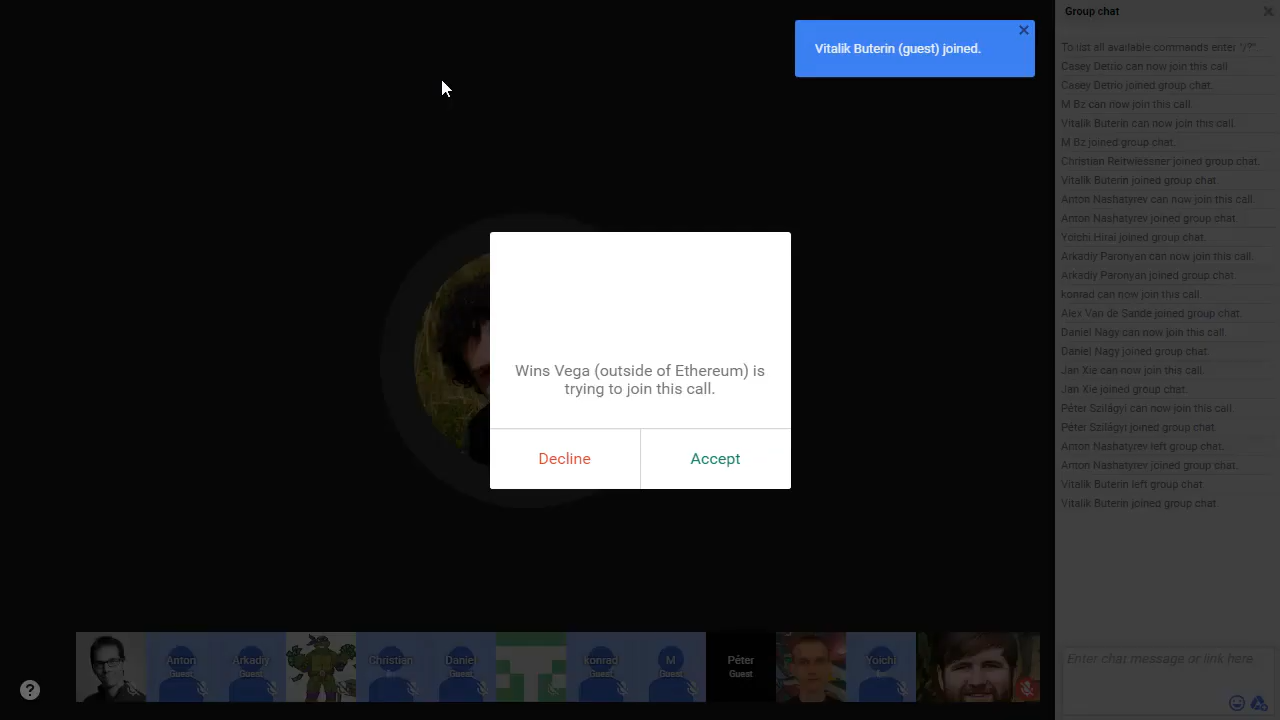 Group chat
Vitalik Buterin (guest) joined.
To list all available commands enter "/?".
Casey Detrio can now join this call.
Casey Detrio joined group chat.
M Bz can now join this call.
Vitalik Buterin can now join this call.
M Bz joined group chat.
Christian Reitwiessner joined group chat.
Vitalik Buterin joined group chat.
Anton Nashatyrev can now join this call.
Anton Nashatyrev joined group chat.
Yoichi Hirai joined group chat.
Arkadiy Paronyan can now join this call.
Arkadiy Paronyan joined group chat.
konrad can now join this call.
Alex Van de Sande joined group chat.
Daniel Nagy can now join this call.
Daniel Nagy joined group chat.
Jan Xie can now join this call.
Jan Xie joined group chat.
Péter Szilágyi can now join this call.
Péter Szilágyi joined group chat.
Anton Nashatyrev left group chat.
Anton Nashatyrev joined group chat.
Vitalik Buterin left group chat.
Vitalik Buterin joined group chat.
Wins Vega (outside of Ethereum) is
trying to join this call.
Decline
Accept
Anton
Guest
Arkadiy
Guest
Christian
Guest
Daniel
Guest
konrad
Guest
M
Guest
Péter
Guest
Yoichi
Guest
Enter chat message or link here
?